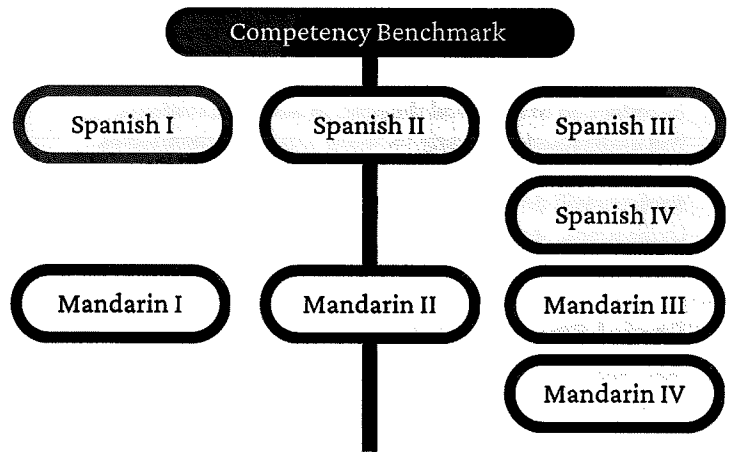 Competency Benchmark
Spanish I
Spanish II
Spanish III
Spanish IV
Mandarin I
Mandarin II
Mandarin III
Mandarin IV